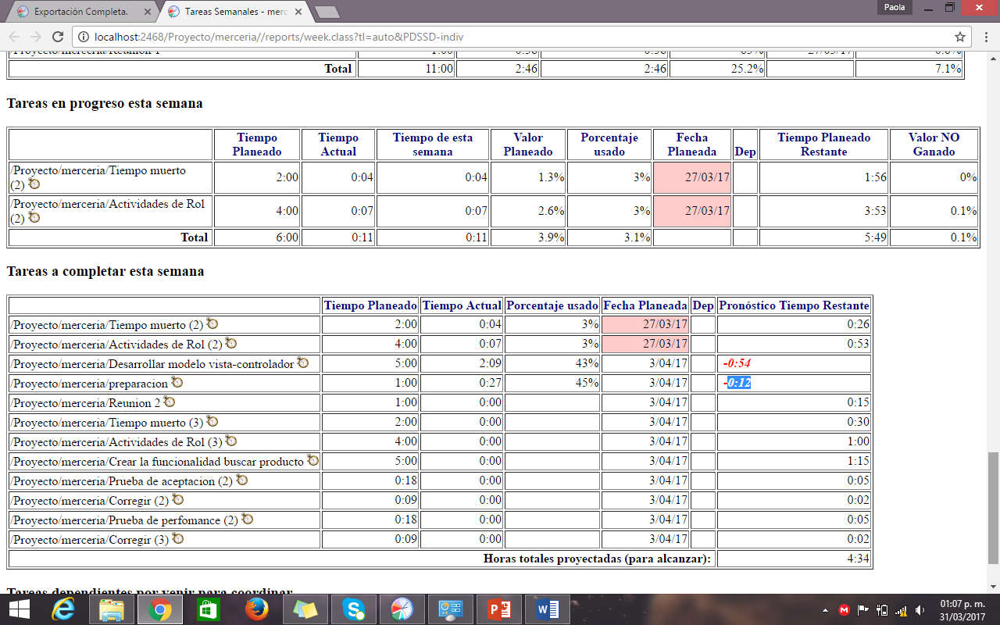 Exportación Completa.
Tareas Semanales - merc
Paola
localhost:2468/Proyecto/merceria//reports/week.class?tl=auto&PDSSD-indiv
Total 11:00 2:46 2:46 25.2% 7.1%
Tareas en progreso esta semana
Tiempo Planeado Tiempo Actual Tiempo de esta semana Valor Planeado Porcentaje usado Fecha Planeada Dep Tiempo Planeado Restante Valor NO Ganado
/Proyecto/merceria/Tiempo muerto (2) 2:00 0:04 0:04 1.3% 3% 27/03/17 1:56 0%
/Proyecto/merceria/Actividades de Rol (2) 4:00 0:07 0:07 2.6% 3% 27/03/17 3:53 0.1%
Total 6:00 0:11 0:11 3.9% 3.1% 5:49 0.1%
Tareas a completar esta semana
Tiempo Planeado Tiempo Actual Porcentaje usado Fecha Planeada Dep Pronóstico Tiempo Restante
/Proyecto/merceria/Tiempo muerto (2) 2:00 0:04 3% 27/03/17 0:26
/Proyecto/merceria/Actividades de Rol (2) 4:00 0:07 3% 27/03/17 0:53
/Proyecto/merceria/Desarrollar modelo vista-controlador 5:00 2:09 43% 3/04/17 -0:54
/Proyecto/merceria/preparacion 1:00 0:27 45% 3/04/17 -0:12
/Proyecto/merceria/Reunion 2 1:00 0:00 3/04/17 0:15
/Proyecto/merceria/Tiempo muerto (3) 2:00 0:00 3/04/17 0:30
/Proyecto/merceria/Actividades de Rol (3) 4:00 0:00 3/04/17 1:00
/Proyecto/merceria/Crear la funcionalidad buscar producto 5:00 0:00 3/04/17 1:15
/Proyecto/merceria/Prueba de aceptacion (2) 0:18 0:00 3/04/17 0:05
/Proyecto/merceria/Corregir (2) 0:09 0:00 3/04/17 0:02
/Proyecto/merceria/Prueba de perfomance (2) 0:18 0:00 3/04/17 0:05
/Proyecto/merceria/Corregir (3) 0:09 0:00 3/04/17 0:02
Horas totales proyectadas (para alcanzar): 4:34
Tareas dependientes por venir para coordinar
01:07 p. m.
31/03/2017